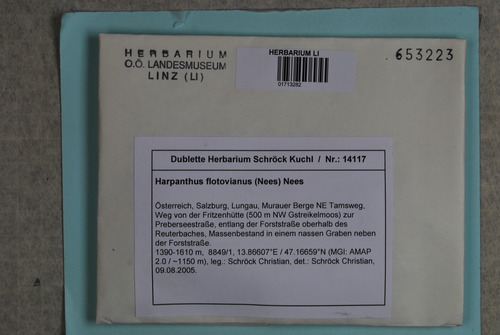 HERBARIUM
O.Ö. LANDESMUSEUM
LINZ (LI)
HERBARIUM LI
01713282
653223
Dublette Herbarium Schröck Kuchl / Nr.: 14117
Harpanthus flotovianus (Nees) Nees
Österreich, Salzburg, Lungau, Murauer Berge NE Tamsweg,
Weg von der Fritzenhütte (500 m NW Gstreikelmoos) zur
Preberseestraße, entlang der Forststraße oberhalb des
Reuterbaches, Massenbestand in einem nassen Graben neben
der Forststraße.
1390-1610 m, 8849/1, 13.86607°E / 47.16659°N (MGI: AMAP
2.0 / ~1150 m), leg.: Schröck Christian, det.: Schröck Christian,
09.08.2005.